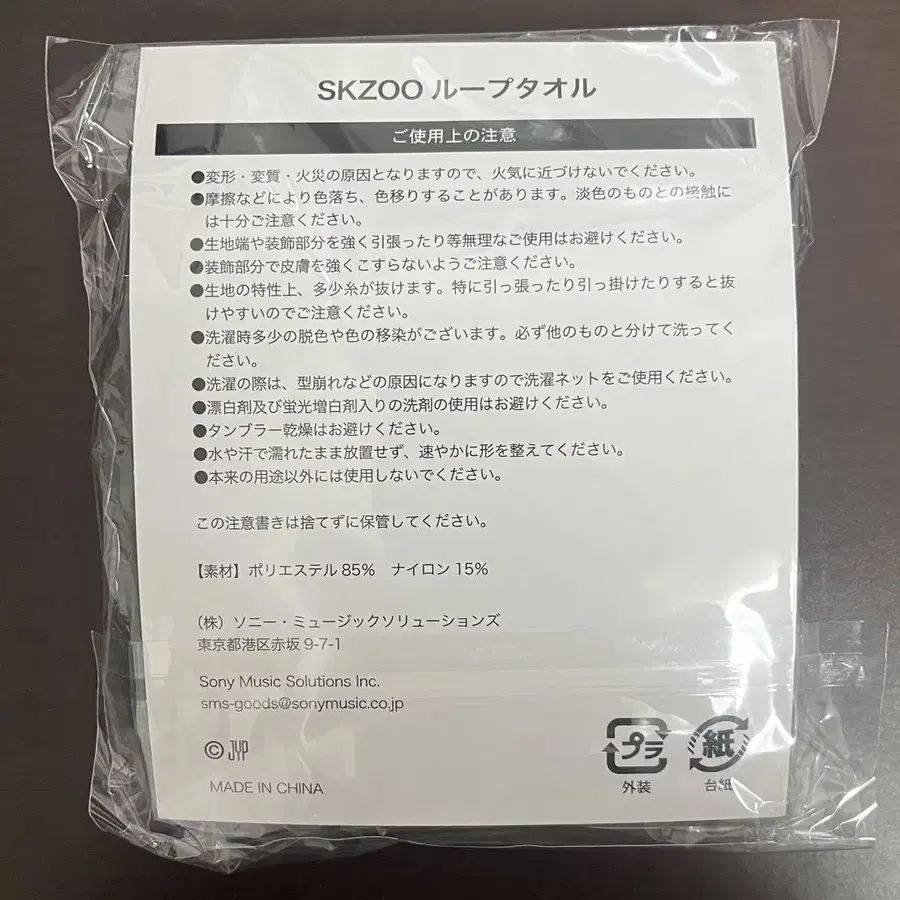 SKZOO ループタオル
ご使用上の注意
●変形・変質・火災の原因となりますので、火気に近づけないでください。
●摩擦などにより色落ち、色移りすることがあります。淡色のものとの接触に
は十分ご注意ください。
●生地端や装飾部分を強く引張ったり等無理なご使用はお避けください。
●装飾部分で皮膚を強くこすらないようご注意ください。
●生地の特性上、多少糸が抜けます。特に引っ張ったり引っ掛けたりすると抜
けやすいのでご注意ください。
●洗濯時多少の脱色や色の移染がございます。必ず他のものと分けて洗ってく
ださい。
●洗濯の際は、型崩れなどの原因になりますので洗濯ネットをご使用ください。
●漂白剤及び蛍光増白剤入りの洗剤の使用はお避けください。
●タンブラー乾燥はお避けください。
●水や汗で濡れたまま放置せず、速やかに形を整えてください。
●本来の用途以外には使用しないでください。
この注意書きは捨てずに保管してください。
【素材】ポリエステル 85%　ナイロン 15%
（株）ソニー・ミュージックソリューションズ
東京都港区赤坂 9-7-1
Sony Music Solutions Inc.
sms-goods@sonymusic.co.jp
© JYP
MADE IN CHINA
プラ
外装
紙
台紙